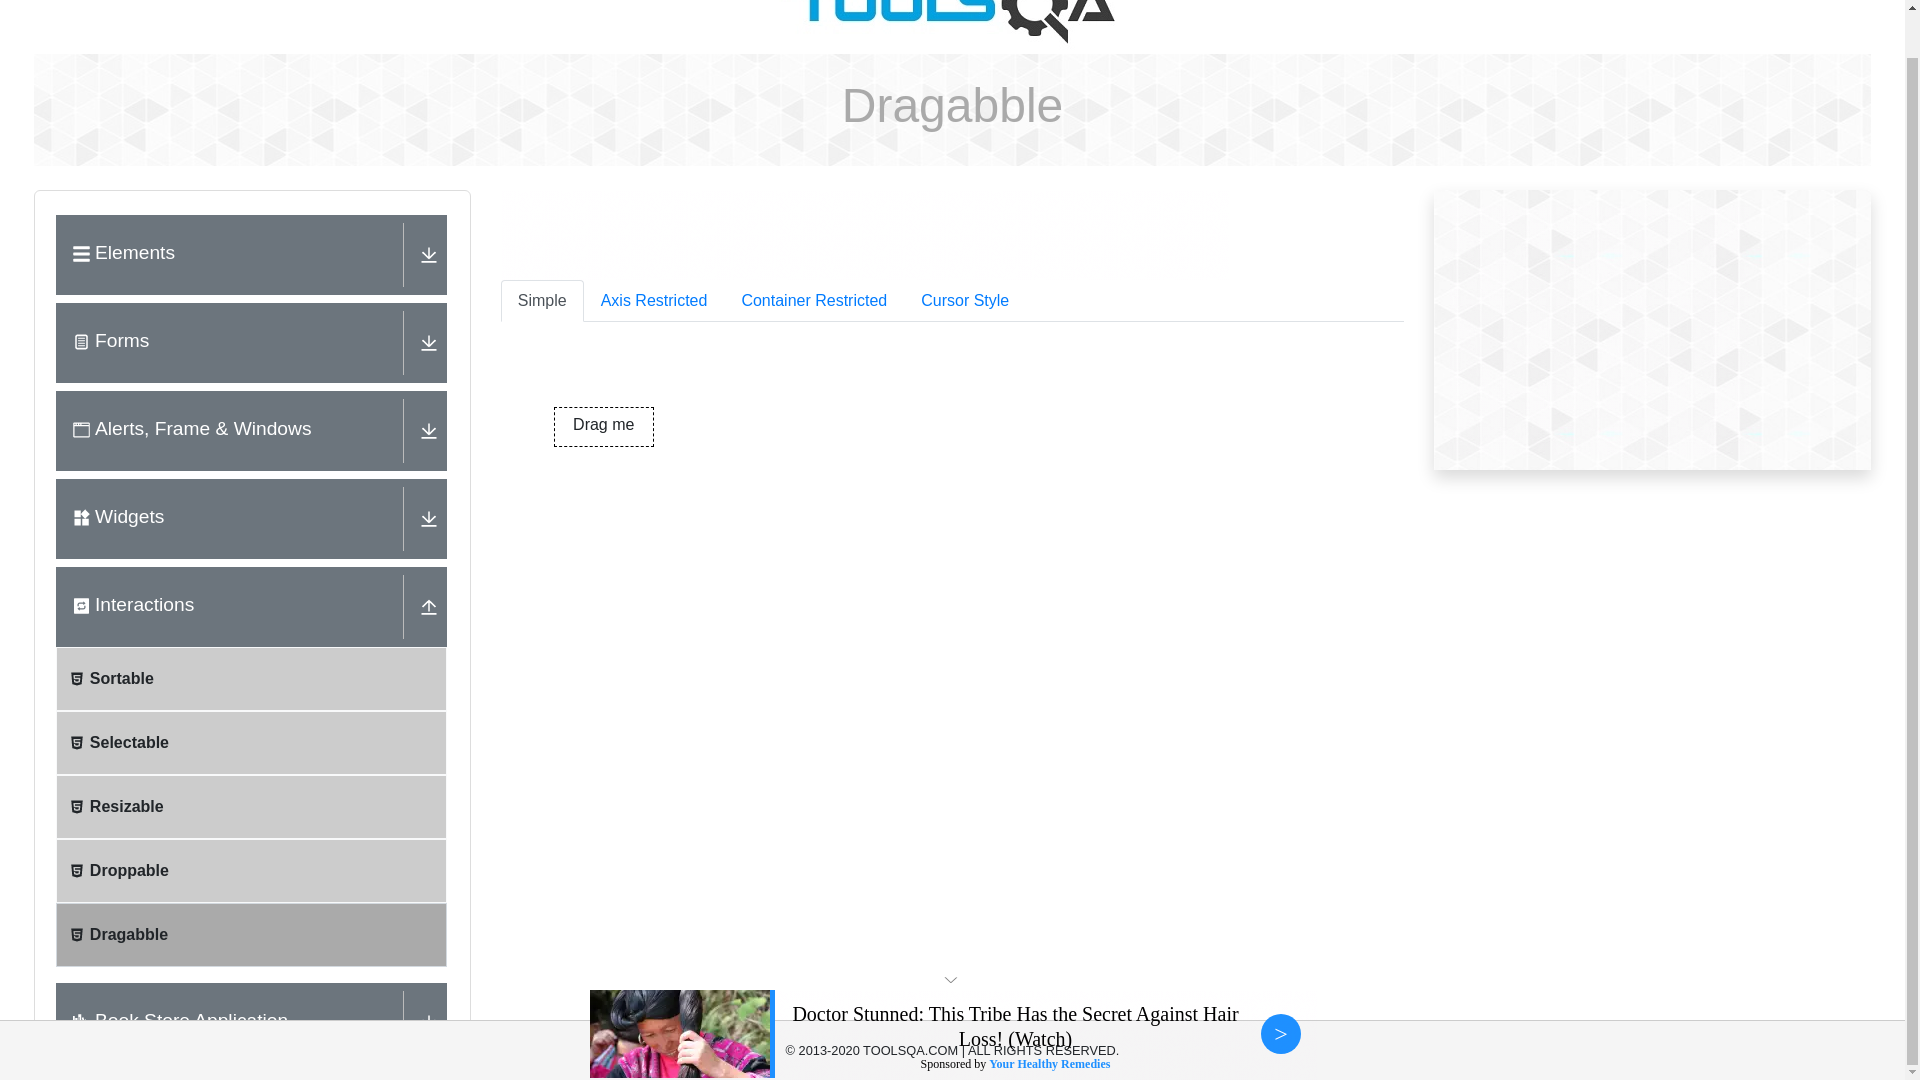 TOOLSQA
Dragabble
Elements
Forms
Alerts, Frame & Windows
Widgets
Interactions
Sortable
Selectable
Resizable
Droppable
Dragabble
Book Store Application
Simple
Axis Restricted
Container Restricted
Cursor Style
Drag me
Doctor Stunned: This Tribe Has the Secret Against Hair
Loss! (Watch)
>
© 2013-2020 TOOLSQA.COM | ALL RIGHTS RESERVED.
Sponsored by Your Healthy Remedies